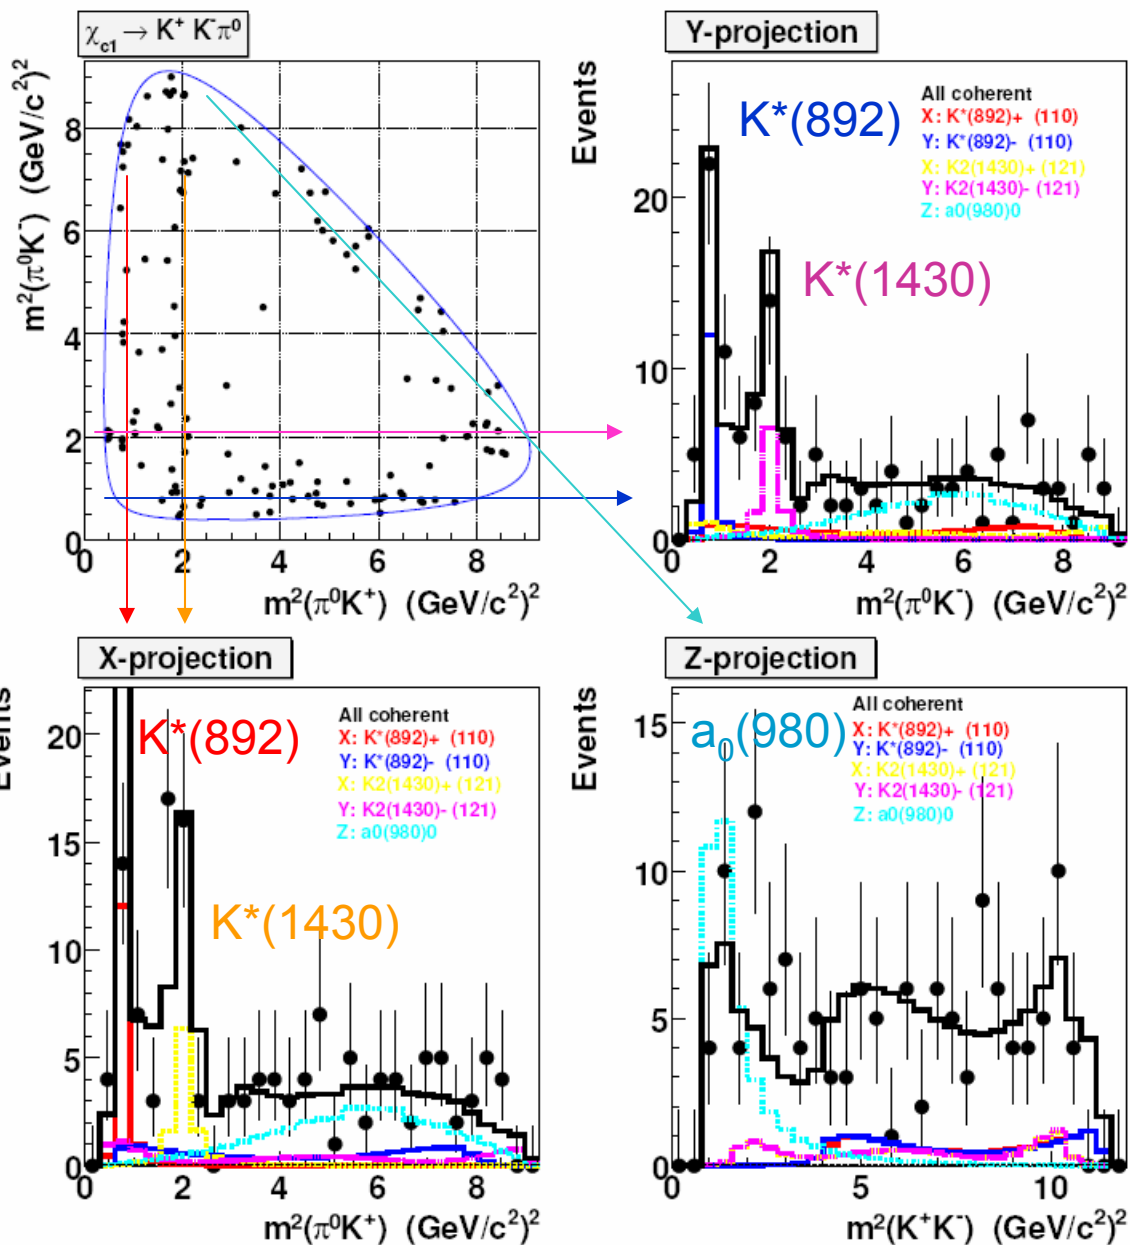 χc1 → K+ K-π0
m²(π⁰K⁻) (GeV/c²)²
8
6
4
2
0
0 2 4 6 8
m²(π⁰K⁺) (GeV/c²)²
Y-projection
Events
K*(892)
All coherent
X: K*(892)+ (110)
Y: K*(892)- (110)
X: K2(1430)+ (121)
Y: K2(1430)- (121)
Z: a0(980)0
K*(1430)
20
10
0
0 2 4 6 8
m²(π⁰K⁻) (GeV/c²)²
X-projection
Events
K*(892)
All coherent
X: K*(892)+ (110)
Y: K*(892)- (110)
X: K2(1430)+ (121)
Y: K2(1430)- (121)
Z: a0(980)0
K*(1430)
20
15
10
5
0
0 2 4 6 8
m²(π⁰K⁺) (GeV/c²)²
Z-projection
Events
a₀(980)
All coherent
X: K*(892)+ (110)
Y: K*(892)- (110)
X: K2(1430)+ (121)
Y: K2(1430)- (121)
Z: a0(980)0
15
10
5
0
0 5 10
m²(K⁺K⁻) (GeV/c²)²